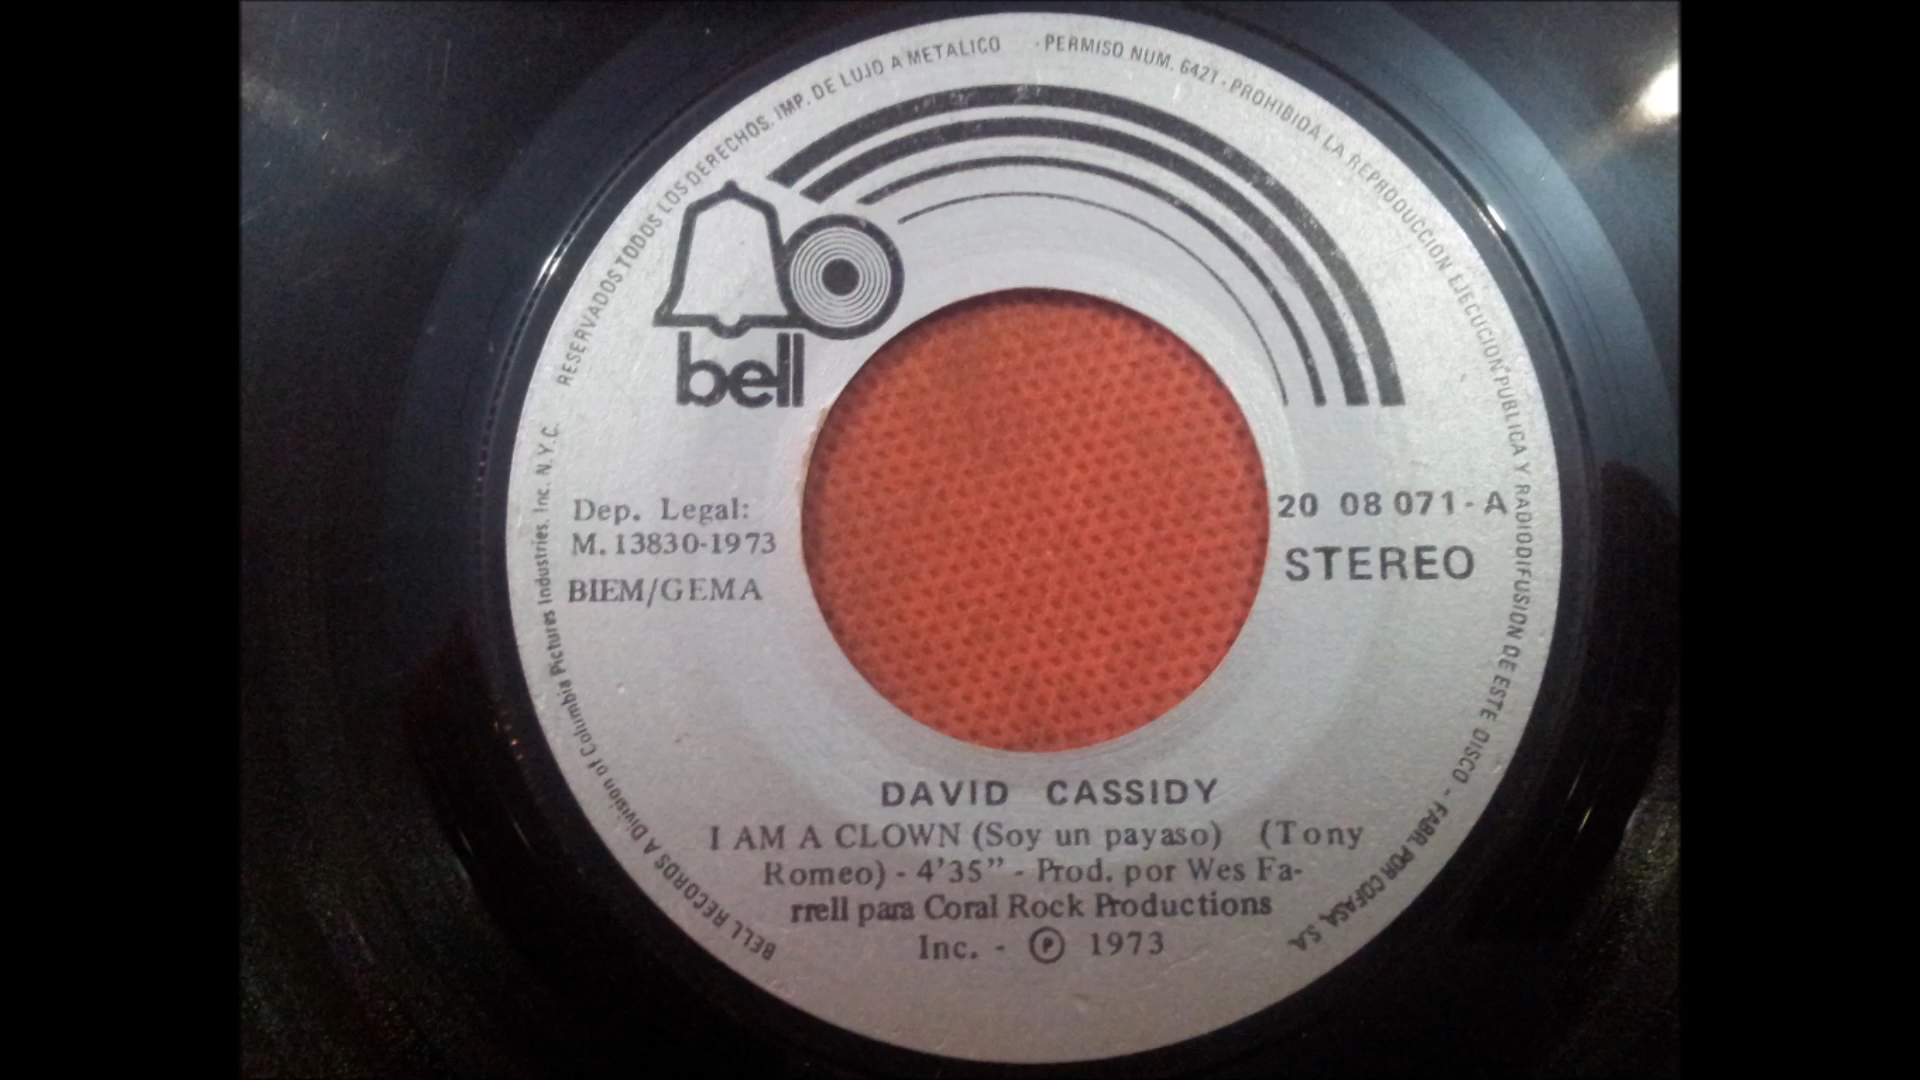 RESERVADOS TODOS LOS DERECHOS. IMP. DE LUJO A METALICO
· PERMISO NUM. 6421 · PROHIBIDA LA REPRODUCCION EJECUCION PUBLICA Y RADIODIFUSION DE ESTE DISCO - FABR. POR COFASA, S.A.
bell
Dep. Legal:
M. 13830-1973
BIEM/GEMA
20 08 071 - A
STEREO
DAVID CASSIDY
I AM A CLOWN (Soy un payaso) (Tony
Romeo) - 4'35” - Prod. por Wes Fa-
rrell para Coral Rock Productions
Inc. - Ⓟ 1973
BELL RECORDS A Division of Columbia Pictures Industries. Inc. N.Y.C.